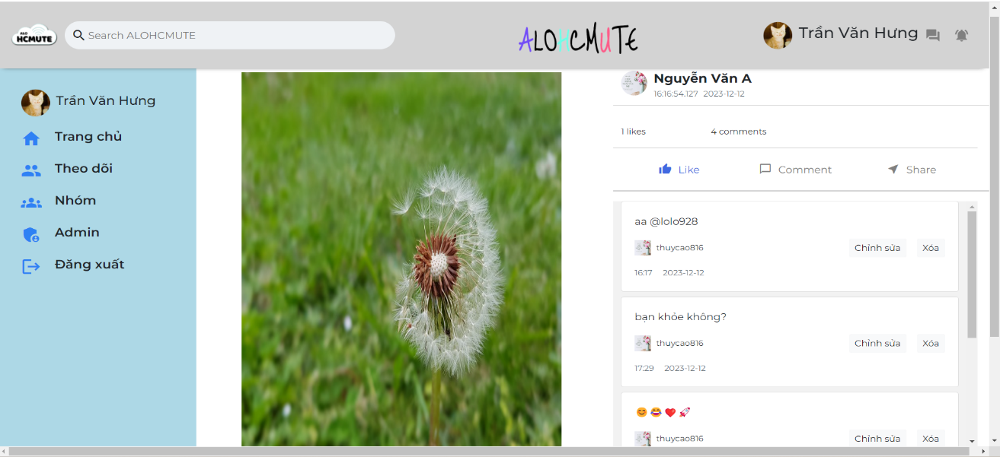 ALO
HCMUTE
Search ALOHCMUTE
ALOHCMUTE
Trần Văn Hưng
Trần Văn Hưng
Trang chủ
Theo dõi
Nhóm
Admin
Đăng xuất
Nguyễn Văn A
16:16:54.127 2023-12-12
1 likes 4 comments
Like Comment Share
aa @lolo928
thuycao816 Chỉnh sửa Xóa
16:17 2023-12-12
bạn khỏe không?
thuycao816 Chỉnh sửa Xóa
17:29 2023-12-12
😊😂❤️🚀
thuycao816 Chỉnh sửa Xóa